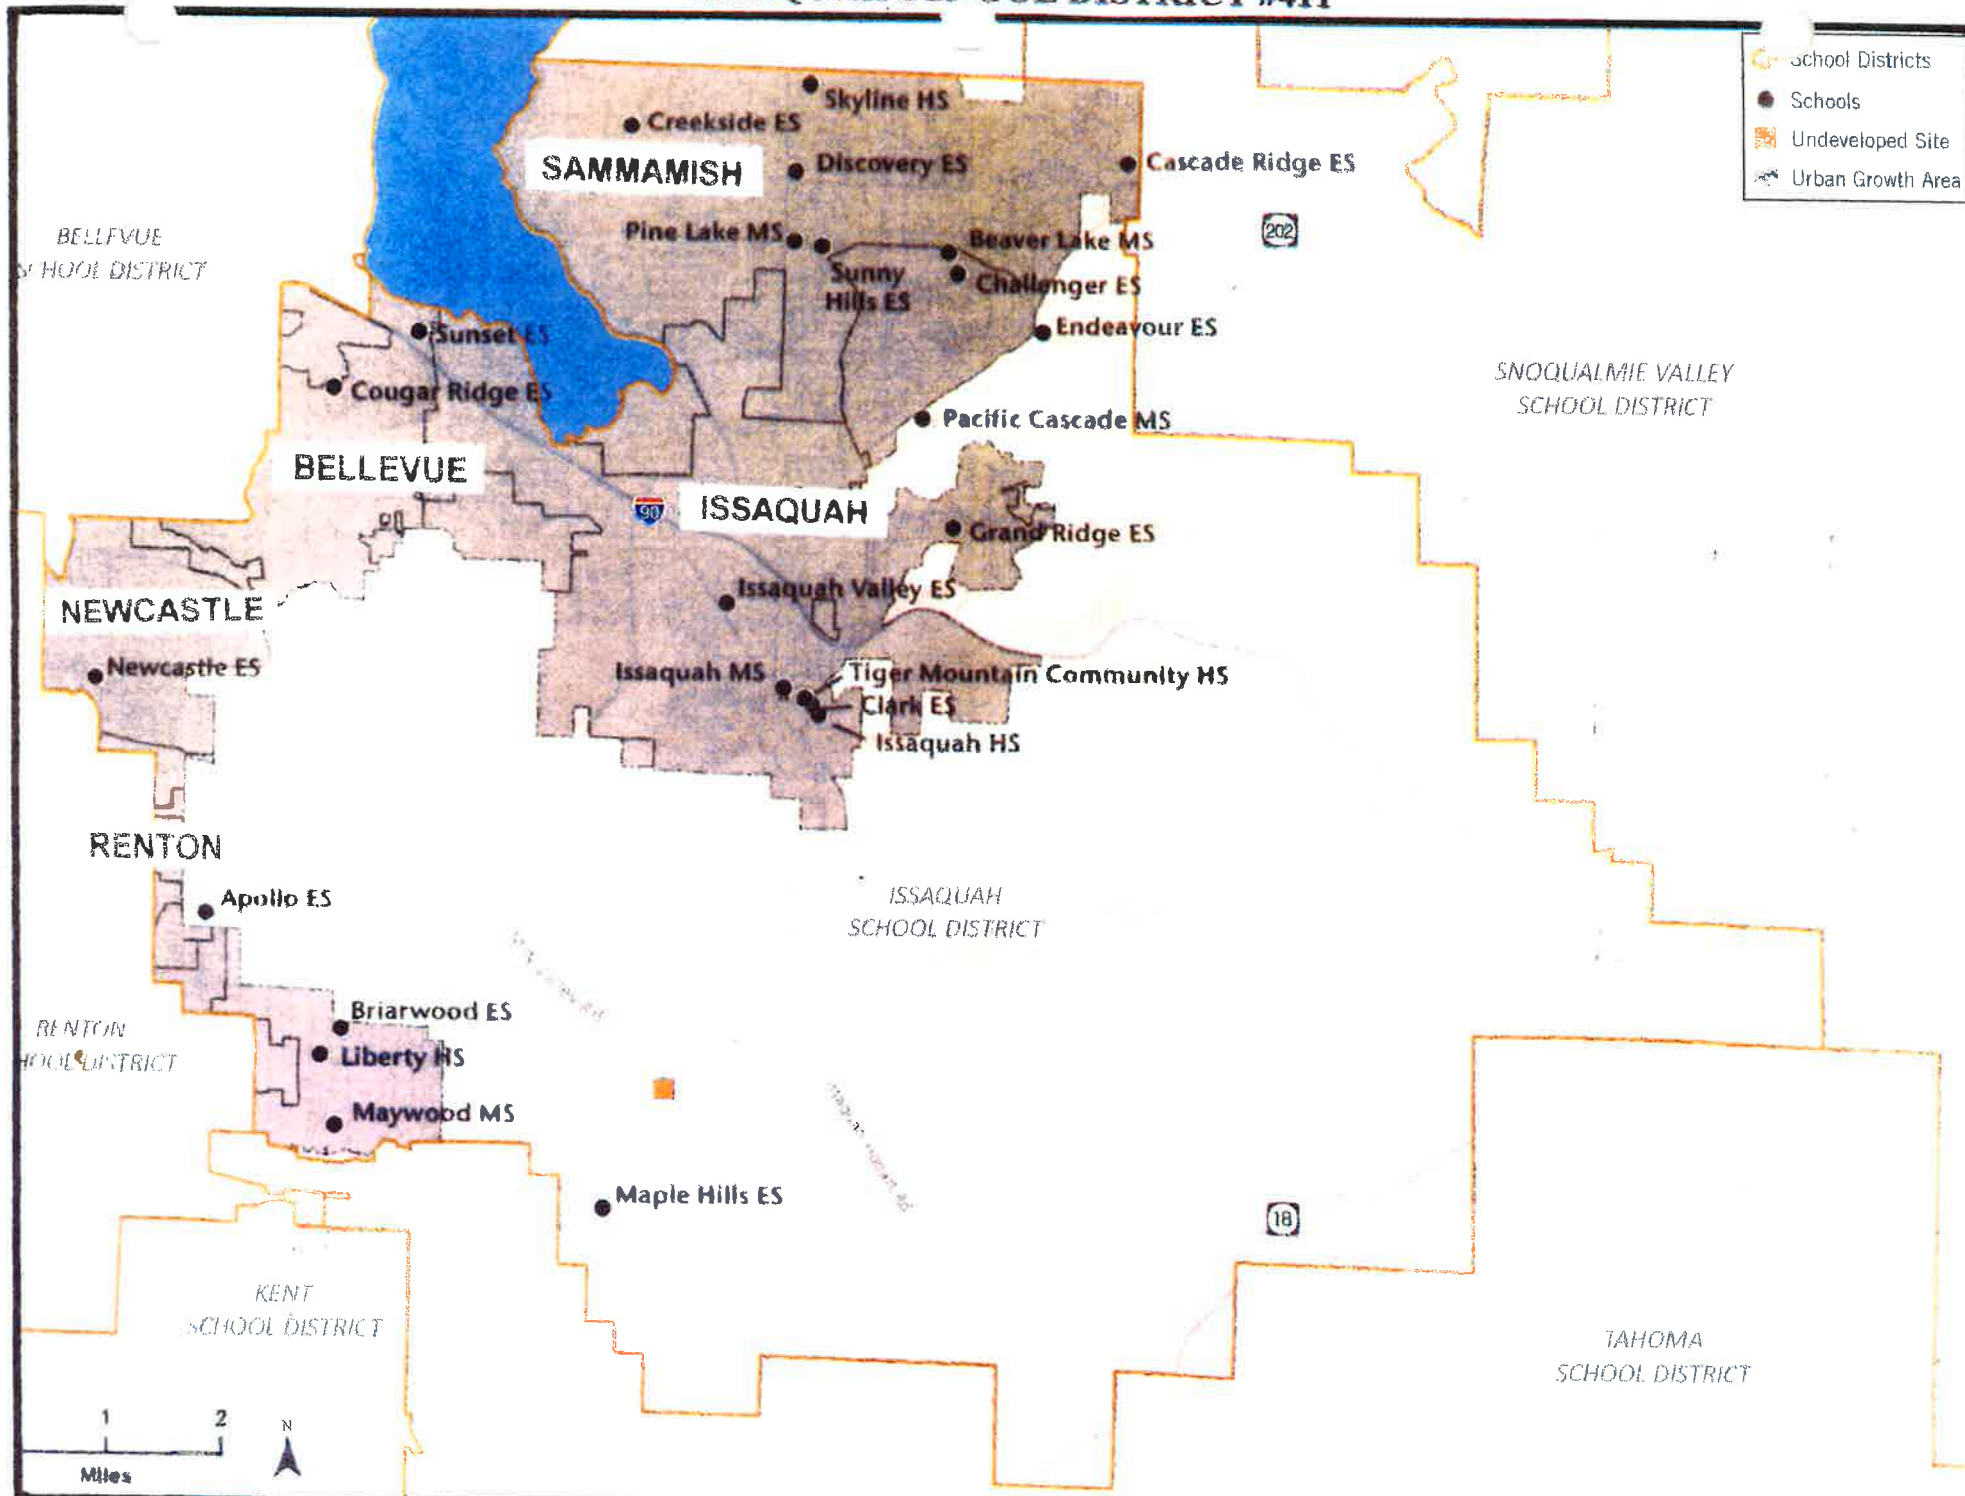 DISTRICT #411
School Districts
Schools
Undeveloped Site
Urban Growth Area
Skyline HS
Creekside ES
SAMMAMISH
Discovery ES
Cascade Ridge ES
202
BELLEVUE
SCHOOL DISTRICT
Pine Lake MS
Beaver Lake MS
Sunny
Hills ES
Challenger ES
Endeavour ES
Sunset ES
SNOQUALMIE VALLEY
SCHOOL DISTRICT
Cougar Ridge ES
Pacific Cascade MS
BELLEVUE
90
ISSAQUAH
Grand Ridge ES
Issaquah Valley ES
NEWCASTLE
Newcastle ES
Issaquah MS
Tiger Mountain Community HS
Clark ES
Issaquah HS
RENTON
Apollo ES
ISSAQUAH
SCHOOL DISTRICT
Briarwood ES
RENTON
HOOL DISTRICT
Liberty HS
Maywood MS
Maple Hills ES
18
KENT
SCHOOL DISTRICT
TAHOMA
SCHOOL DISTRICT
1 2
Miles
N